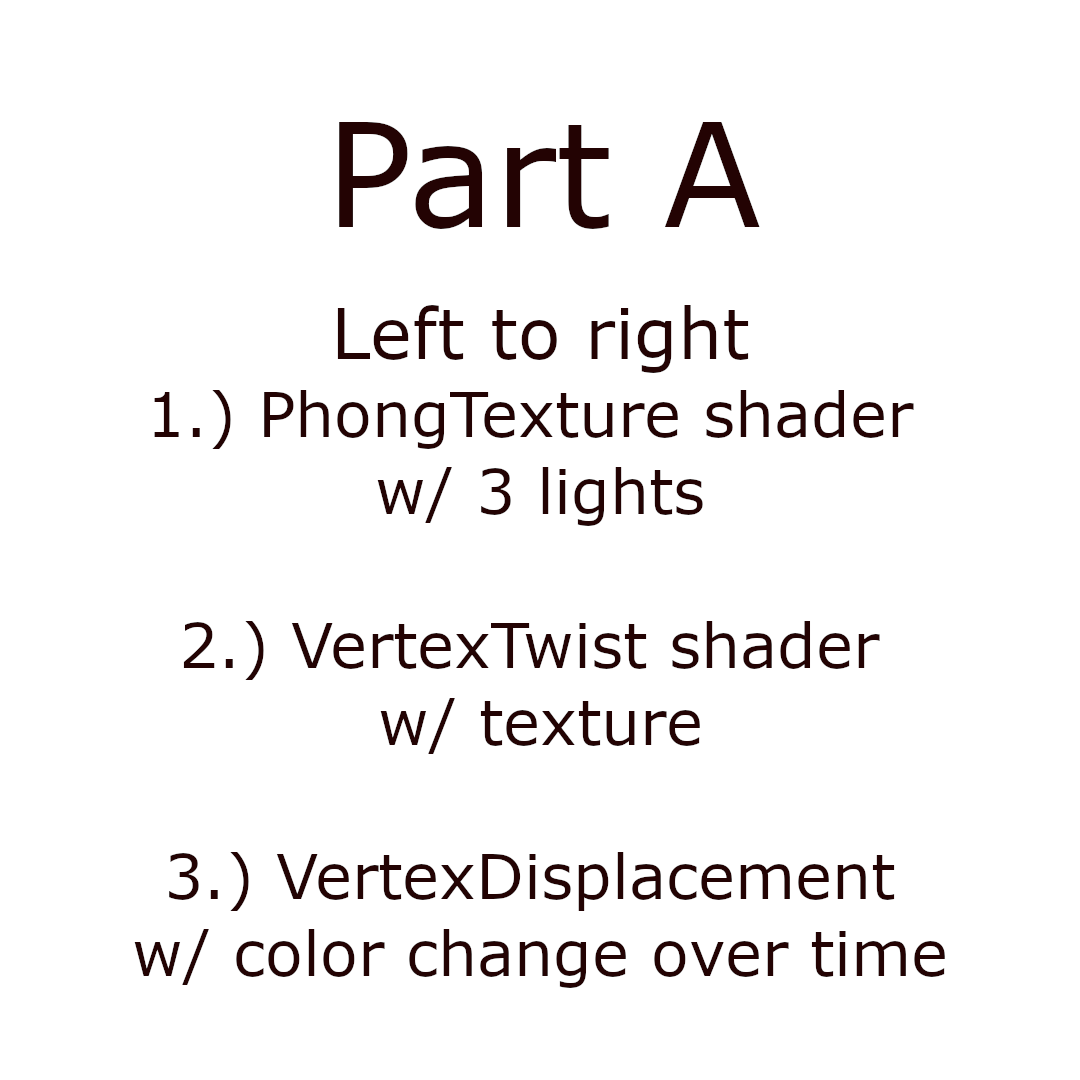 Part A
Left to right
1.) PhongTexture shader
w/ 3 lights
2.) VertexTwist shader
w/ texture
3.) VertexDisplacement
w/ color change over time